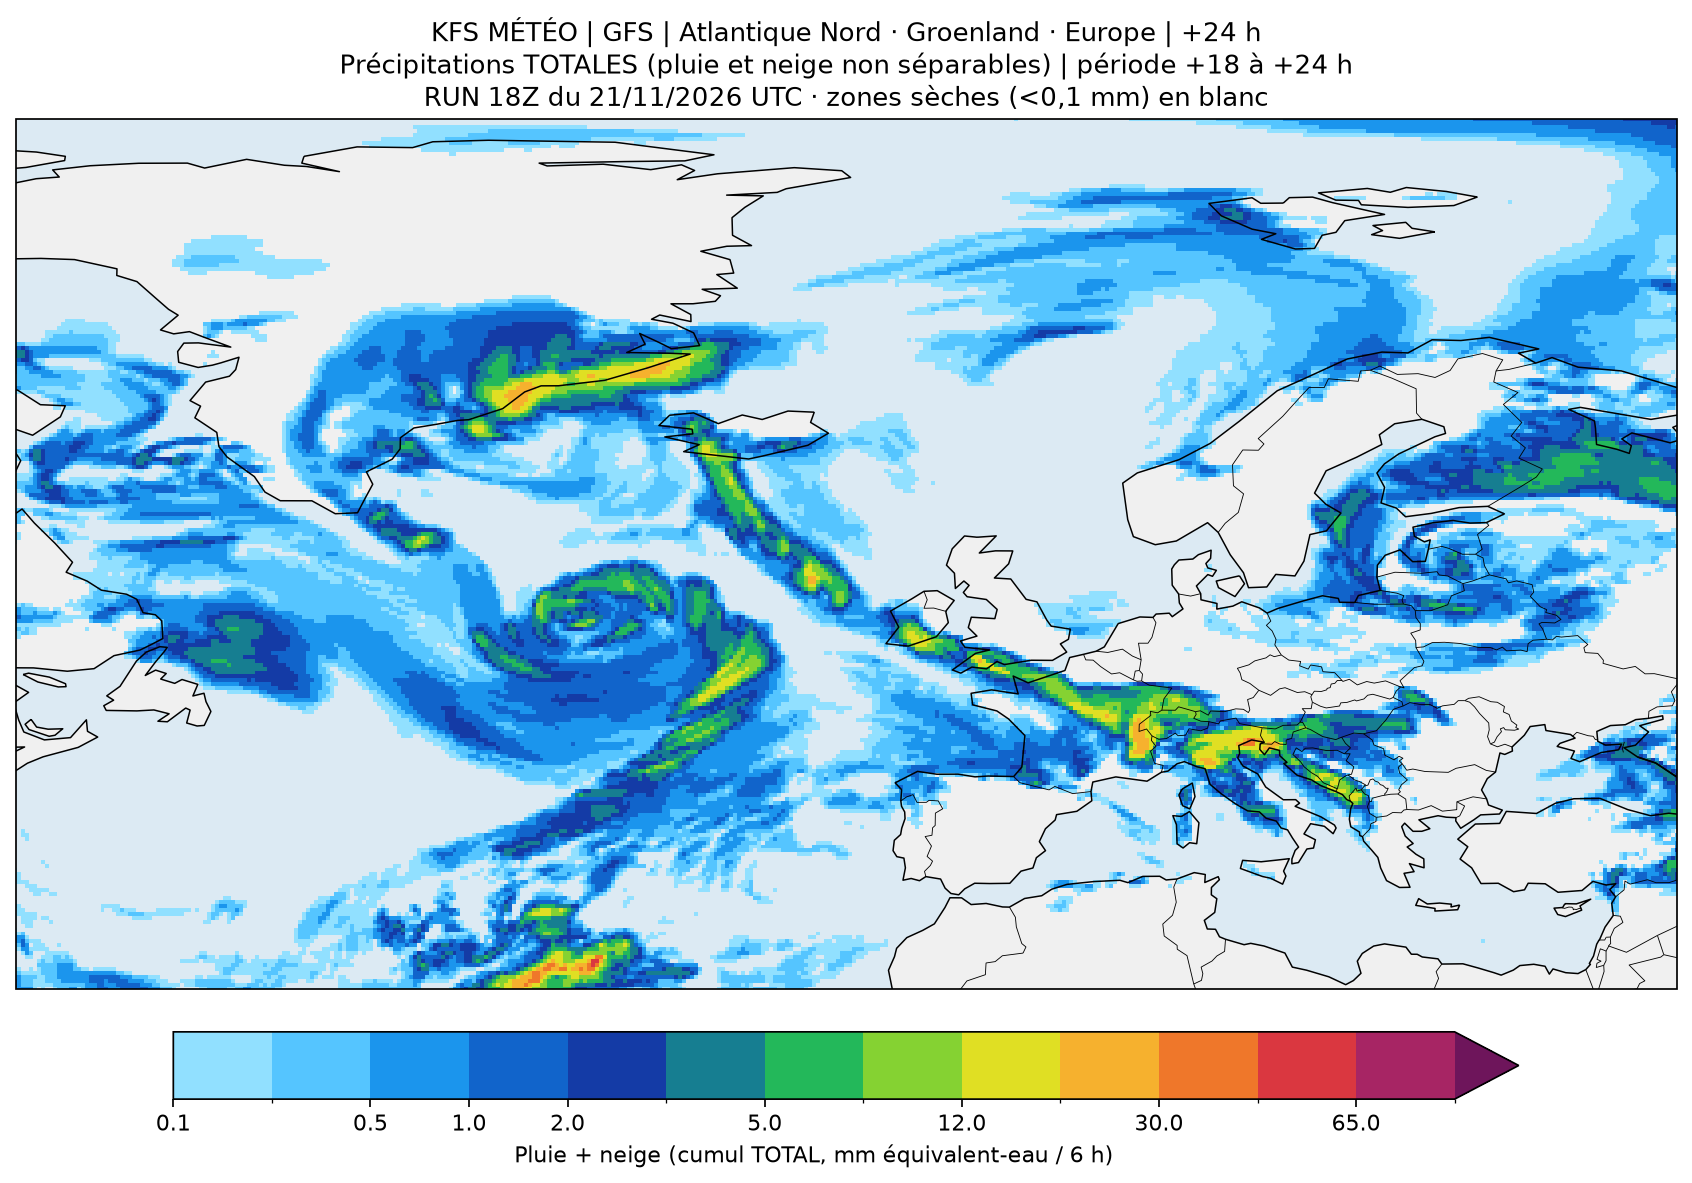 KFS MÉTÉO | GFS | Atlantique Nord · Groenland · Europe | +24 h
Précipitations TOTALES (pluie et neige non séparables) | période +18 à +24 h
RUN 18Z du 21/11/2026 UTC · zones sèches (<0,1 mm) en blanc
0.1 0.5 1.0 2.0 5.0 12.0 30.0 65.0
Pluie + neige (cumul TOTAL, mm équivalent-eau / 6 h)